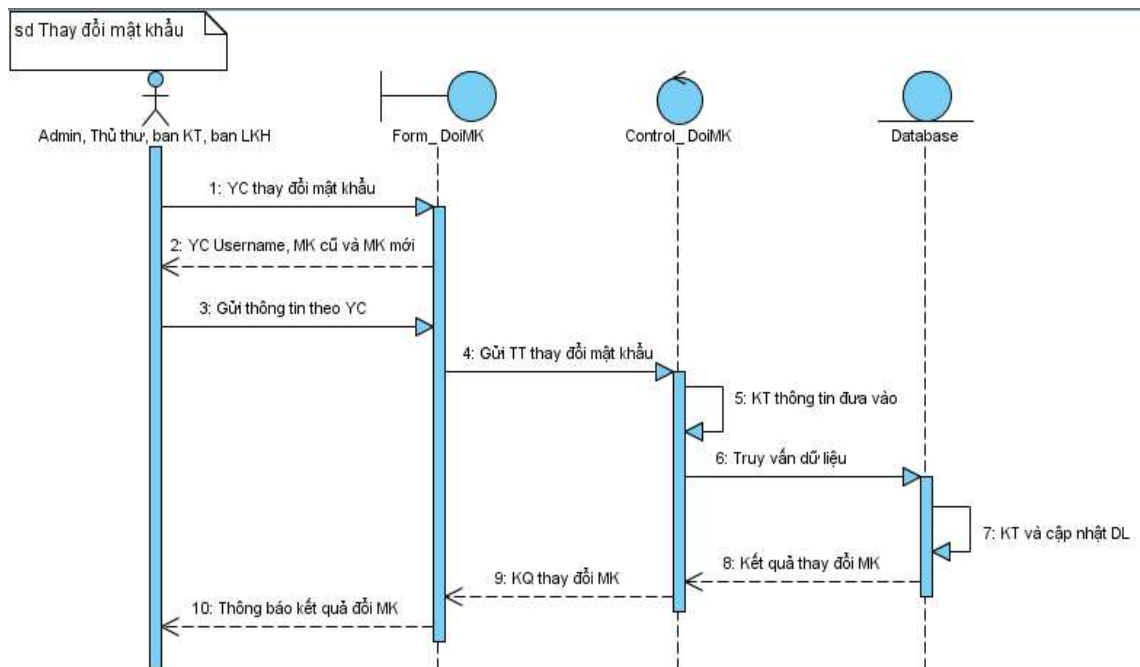 sd Thay đổi mật khẩu
Admin, Thủ thư, ban KT, ban LKH
Form_DoiMK
Control_DoiMK
Database
1: YC thay đổi mật khẩu
2: YC Username, MK cũ và MK mới
3: Gửi thông tin theo YC
4: Gửi TT thay đổi mật khẩu
5: KT thông tin đưa vào
6: Truy vấn dữ liệu
7: KT và cập nhật DL
8: Kết quả thay đổi MK
9: KQ thay đổi MK
10: Thông báo kết quả đổi MK